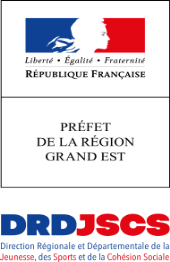 Liberté • Égalité • Fraternité
RÉPUBLIQUE FRANÇAISE
PRÉFET
DE LA RÉGION
GRAND EST
DRDJSCS
Direction Régionale et Départementale de la
Jeunesse, des Sports et de la Cohésion Sociale